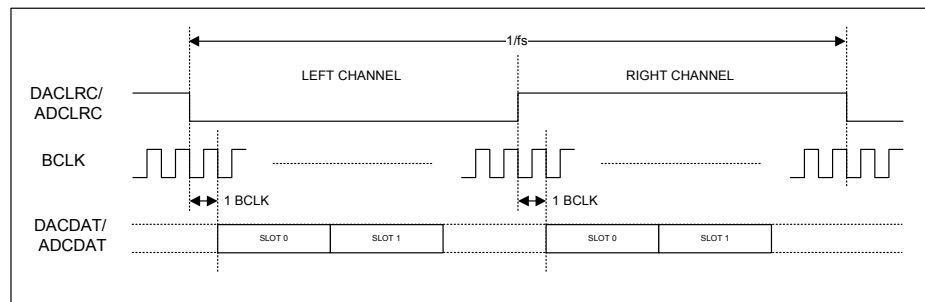 1/fs
LEFT CHANNEL
RIGHT CHANNEL
DACLRC/
ADCLRC
BCLK
1 BCLK
1 BCLK
DACDAT/
ADCDAT
SLOT 0
SLOT 1
SLOT 0
SLOT 1